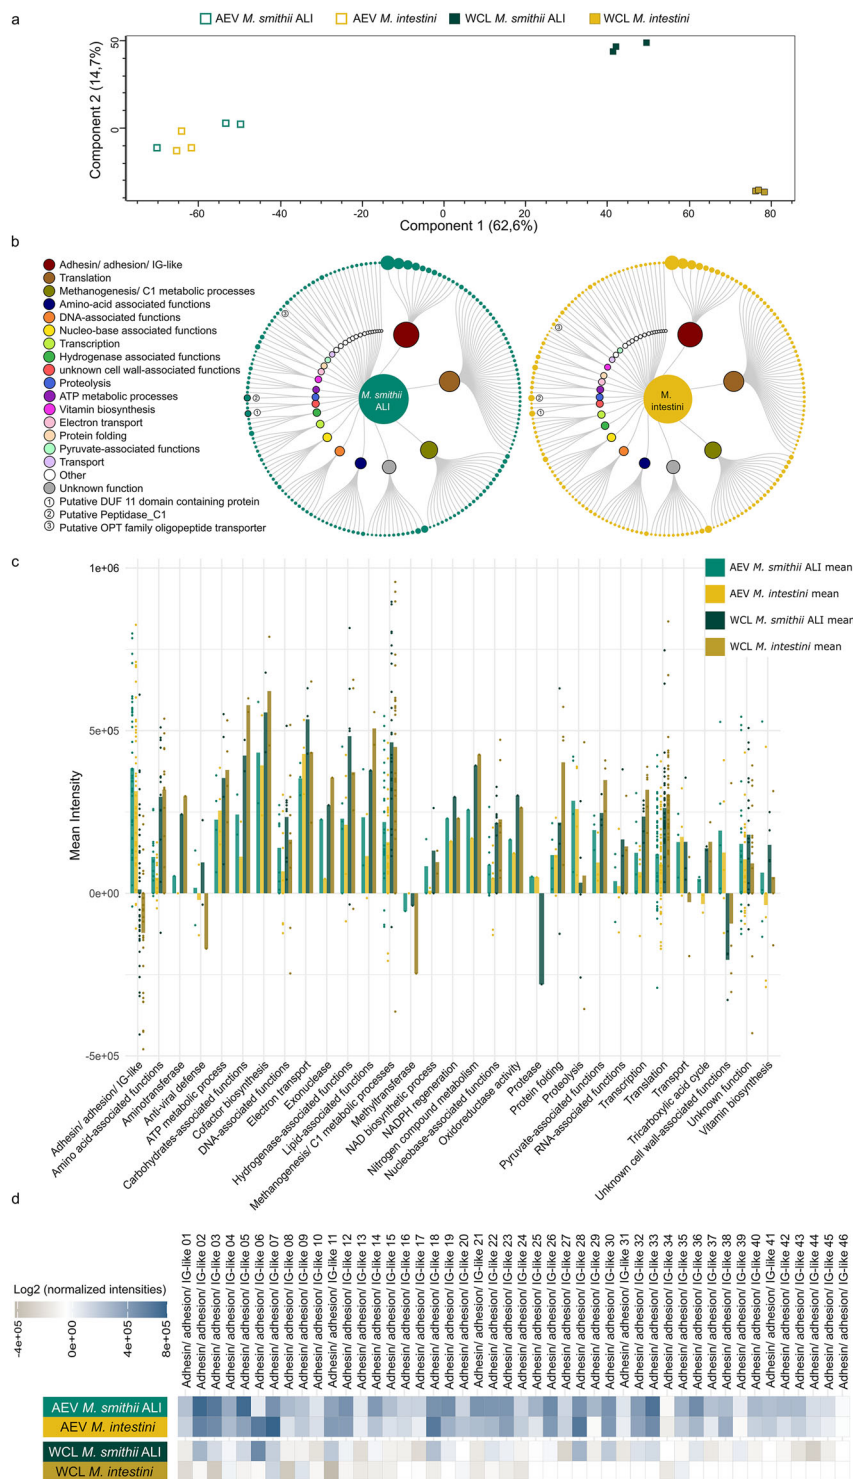 a
AEV M. smithii ALI
AEV M. intestini
WCL M. smithii ALI
WCL M. intestini
Component 2 (14,7%)
50
0
-60
-40
-20
0
20
40
60
80
Component 1 (62,6%)
b
Adhesin/ adhesion/ IG-like
Translation
Methanogenesis/ C1 metabolic processes
Amino-acid associated functions
DNA-associated functions
Nucleo-base associated functions
Transcription
Hydrogenase associated functions
unknown cell wall-associated functions
Proteolysis
ATP metabolic processes
Vitamin biosynthesis
Electron transport
Protein folding
Pyruvate-associated functions
Transport
Other
Unknown function
1 Putative DUF 11 domain containing protein
2 Putative Peptidase_C1
3 Putative OPT family oligopeptide transporter
3
2
1
M. smithii
ALI
3
2
1
M.
intestini
c
AEV M. smithii ALI mean
AEV M. intestini mean
WCL M. smithii ALI mean
WCL M. intestini mean
Mean Intensity
1e+06
5e+05
0e+00
-5e+05
Adhesin/ adhesion/ IG-like
Amino acid-associated functions
Aminotransferase
Anti-viral defense
ATP metabolic process
Carbohydrates-associated functions
Cofactor biosynthesis
DNA-associated functions
Electron transport
Exonuclease
Hydrogenase-associated functions
Lipid-associated functions
Methanogenesis/ C1 metabolic processes
Methyltransferase
NAD biosynthetic process
NADPH regeneration
Nitrogen compound metabolism
Nucleobase-associated functions
Oxidoreductase activity
Protease
Protein folding
Proteolysis
Pyruvate-associated functions
RNA-associated functions
Transcription
Translation
Transport
Tricarboxylic acid cycle
Unknown cell wall-associated functions
Unknown function
Vitamin biosynthesis
d
Log2 (normalized intensities)
-4e+05
0e+00
4e+05
8e+05
Adhesin/ adhesion/ IG-like 01
Adhesin/ adhesion/ IG-like 02
Adhesin/ adhesion/ IG-like 03
Adhesin/ adhesion/ IG-like 04
Adhesin/ adhesion/ IG-like 05
Adhesin/ adhesion/ IG-like 06
Adhesin/ adhesion/ IG-like 07
Adhesin/ adhesion/ IG-like 08
Adhesin/ adhesion/ IG-like 09
Adhesin/ adhesion/ IG-like 10
Adhesin/ adhesion/ IG-like 11
Adhesin/ adhesion/ IG-like 12
Adhesin/ adhesion/ IG-like 13
Adhesin/ adhesion/ IG-like 14
Adhesin/ adhesion/ IG-like 15
Adhesin/ adhesion/ IG-like 16
Adhesin/ adhesion/ IG-like 17
Adhesin/ adhesion/ IG-like 18
Adhesin/ adhesion/ IG-like 19
Adhesin/ adhesion/ IG-like 20
Adhesin/ adhesion/ IG-like 21
Adhesin/ adhesion/ IG-like 22
Adhesin/ adhesion/ IG-like 23
Adhesin/ adhesion/ IG-like 24
Adhesin/ adhesion/ IG-like 25
Adhesin/ adhesion/ IG-like 26
Adhesin/ adhesion/ IG-like 27
Adhesin/ adhesion/ IG-like 28
Adhesin/ adhesion/ IG-like 29
Adhesin/ adhesion/ IG-like 30
Adhesin/ adhesion/ IG-like 31
Adhesin/ adhesion/ IG-like 32
Adhesin/ adhesion/ IG-like 33
Adhesin/ adhesion/ IG-like 34
Adhesin/ adhesion/ IG-like 35
Adhesin/ adhesion/ IG-like 36
Adhesin/ adhesion/ IG-like 37
Adhesin/ adhesion/ IG-like 38
Adhesin/ adhesion/ IG-like 39
Adhesin/ adhesion/ IG-like 40
Adhesin/ adhesion/ IG-like 41
Adhesin/ adhesion/ IG-like 42
Adhesin/ adhesion/ IG-like 43
Adhesin/ adhesion/ IG-like 44
Adhesin/ adhesion/ IG-like 45
Adhesin/ adhesion/ IG-like 46
AEV M. smithii ALI
AEV M. intestini
WCL M. smithii ALI
WCL M. intestini